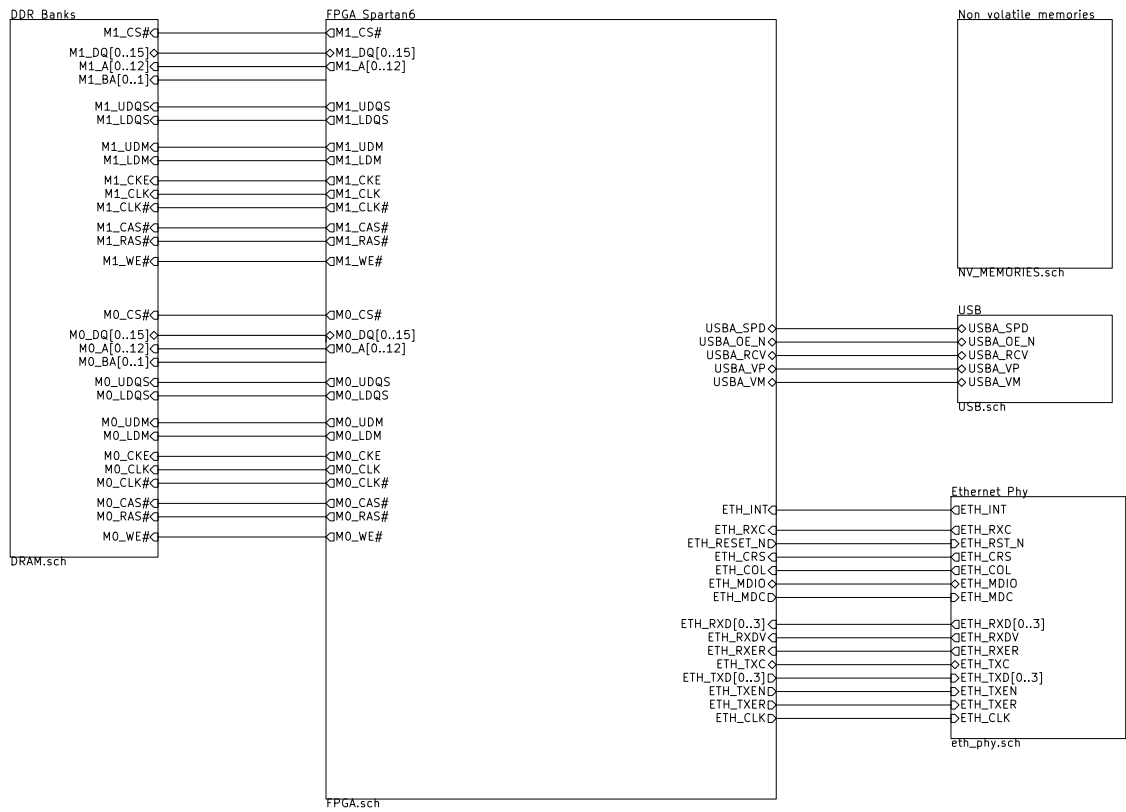 DDR Banks
M1_CS#
M1_DQ[0..15]
M1_A[0..12]
M1_BA[0..1]
M1_UDQS
M1_LDQS
M1_UDM
M1_LDM
M1_CKE
M1_CLK
M1_CLK#
M1_CAS#
M1_RAS#
M1_WE#
M0_CS#
M0_DQ[0..15]
M0_A[0..12]
M0_BA[0..1]
M0_UDQS
M0_LDQS
M0_UDM
M0_LDM
M0_CKE
M0_CLK
M0_CLK#
M0_CAS#
M0_RAS#
M0_WE#
DRAM.sch
FPGA Spartan6
M1_CS#
M1_DQ[0..15]
M1_A[0..12]
M1_UDQS
M1_LDQS
M1_UDM
M1_LDM
M1_CKE
M1_CLK
M1_CLK#
M1_CAS#
M1_RAS#
M1_WE#
M0_CS#
M0_DQ[0..15]
M0_A[0..12]
M0_UDQS
M0_LDQS
M0_UDM
M0_LDM
M0_CKE
M0_CLK
M0_CLK#
M0_CAS#
M0_RAS#
M0_WE#
USBA_SPD
USBA_OE_N
USBA_RCV
USBA_VP
USBA_VM
ETH_INT
ETH_RXC
ETH_RESET_N
ETH_CRS
ETH_COL
ETH_MDIO
ETH_MDC
ETH_RXD[0..3]
ETH_RXDV
ETH_RXER
ETH_TXC
ETH_TXD[0..3]
ETH_TXEN
ETH_TXER
ETH_CLK
FPGA.sch
Non volatile memories
NV_MEMORIES.sch
USB
USBA_SPD
USBA_OE_N
USBA_RCV
USBA_VP
USBA_VM
USB.sch
Ethernet Phy
ETH_INT
ETH_RXC
ETH_RST_N
ETH_CRS
ETH_COL
ETH_MDIO
ETH_MDC
ETH_RXD[0..3]
ETH_RXDV
ETH_RXER
ETH_TXC
ETH_TXD[0..3]
ETH_TXEN
ETH_TXER
ETH_CLK
eth_phy.sch